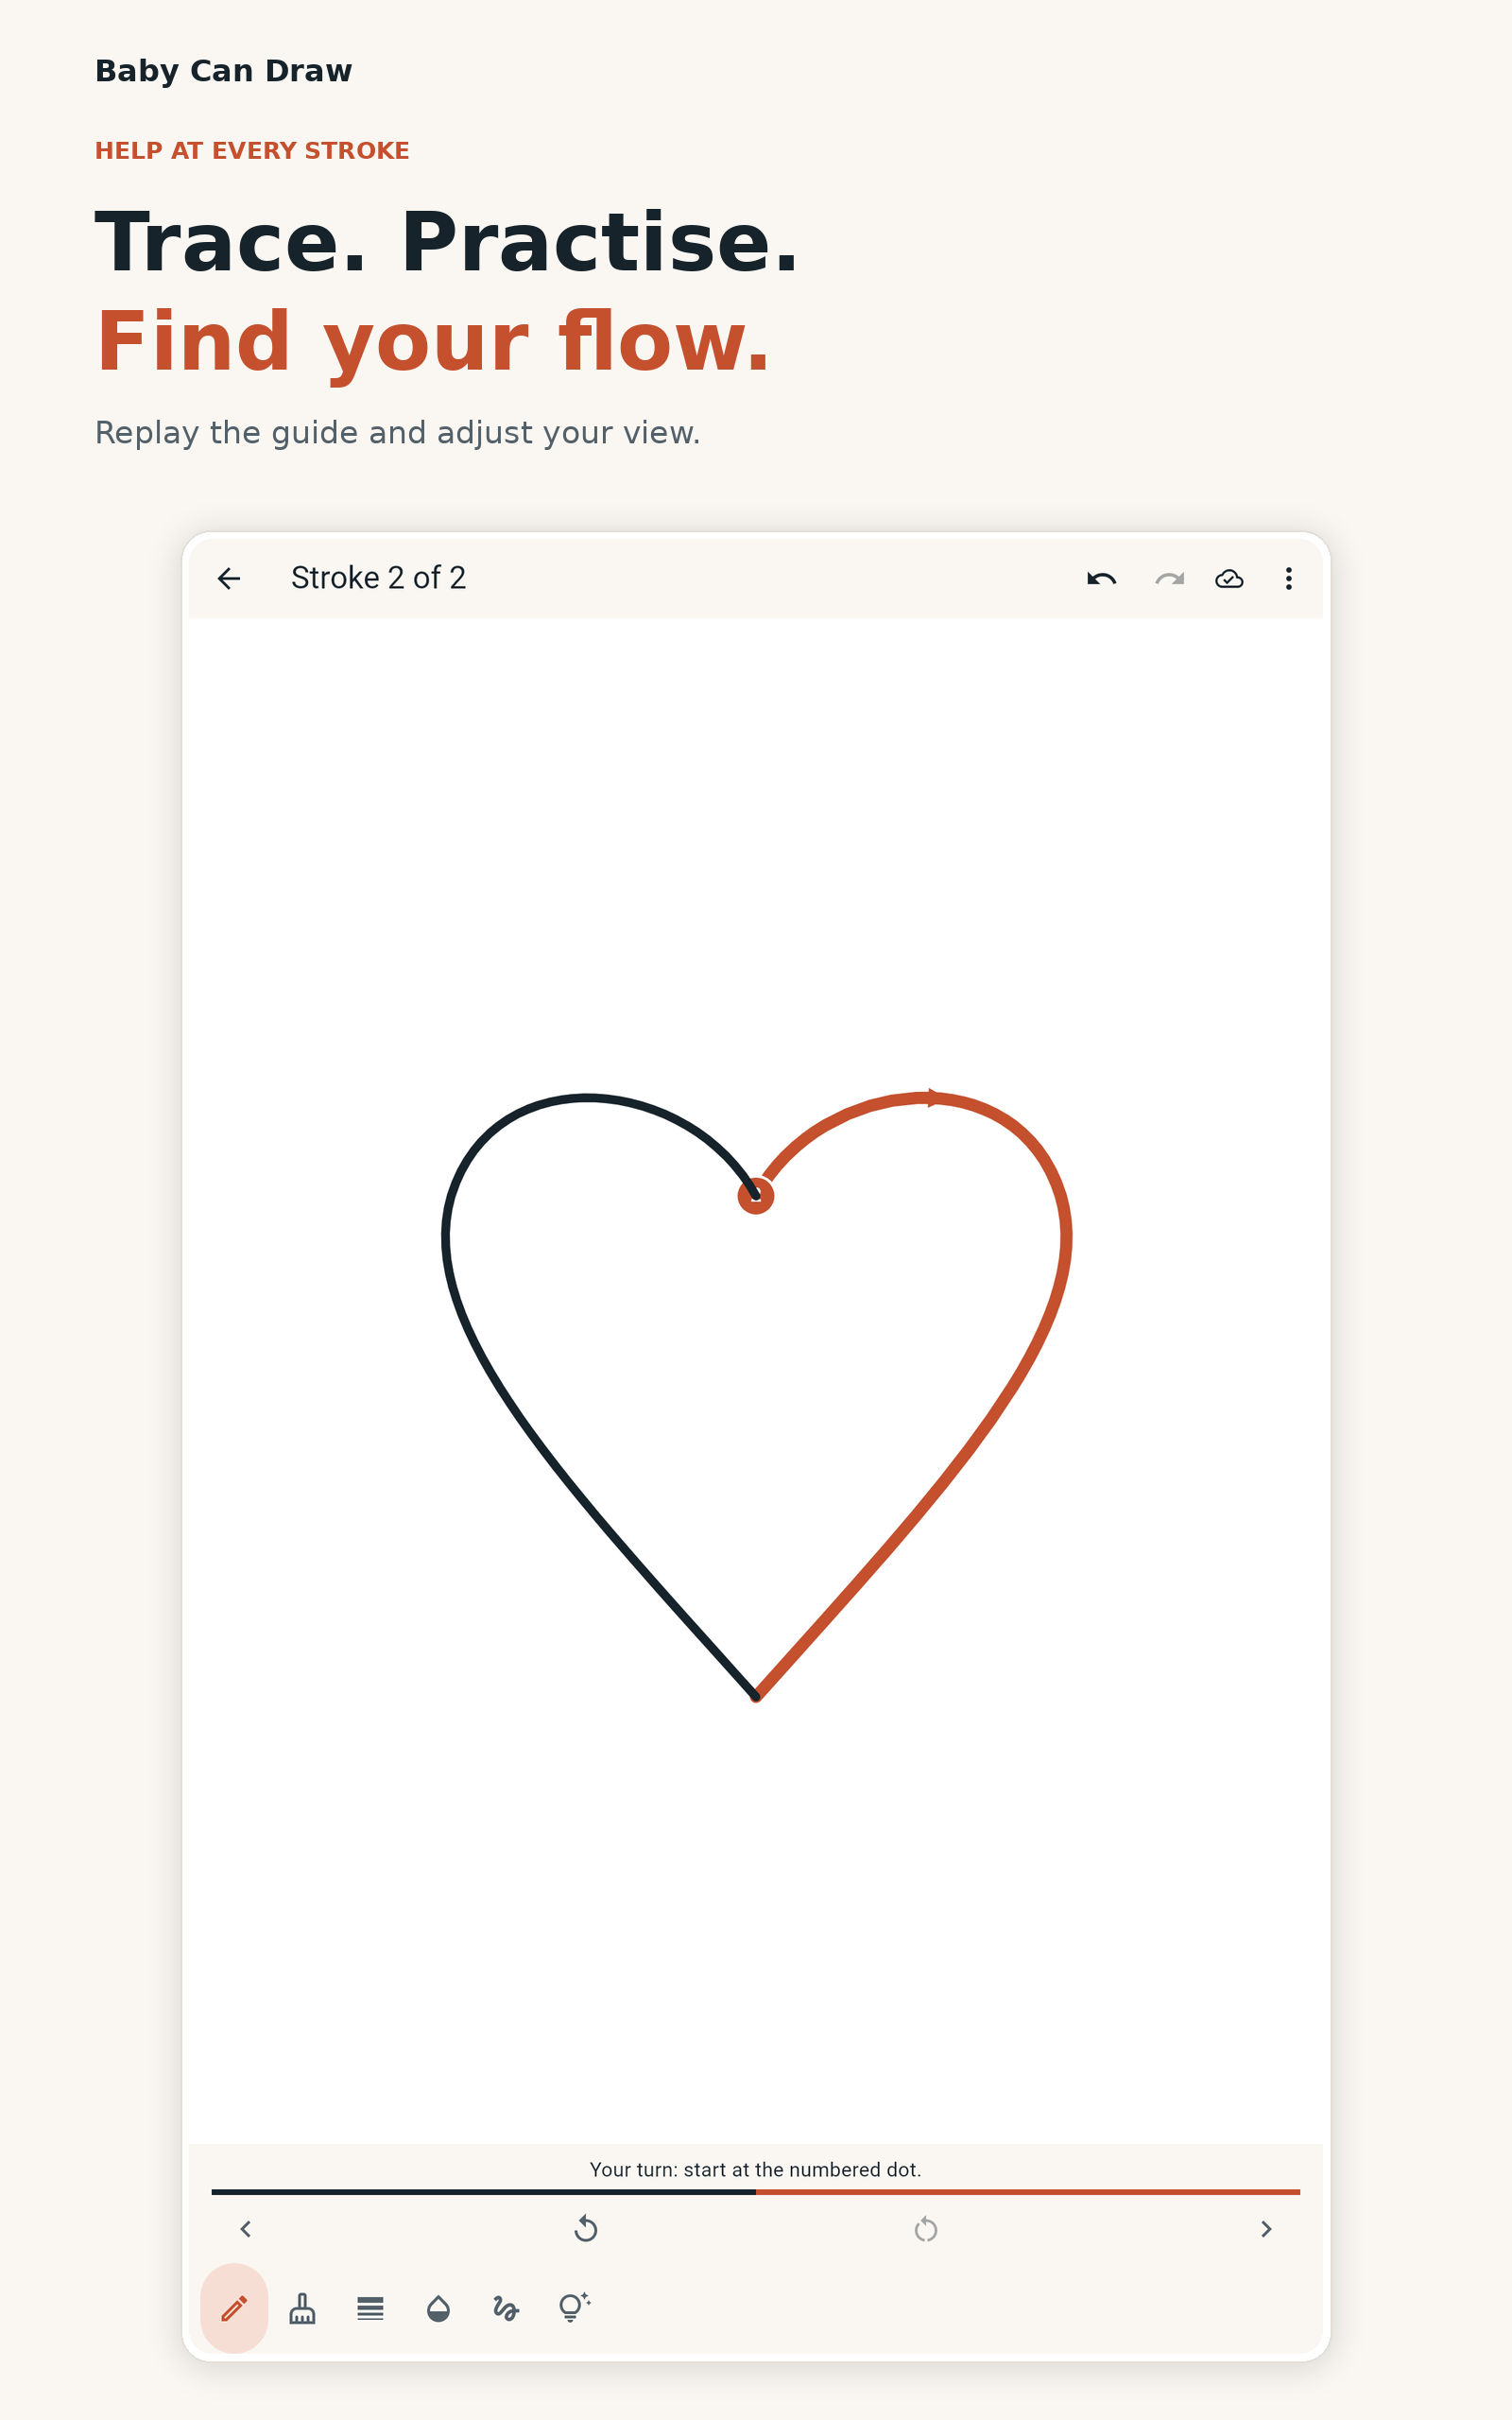 Baby Can Draw
HELP AT EVERY STROKE
Trace. Practise.
Find your flow.
Replay the guide and adjust your view.
Stroke 2 of 2
Your turn: start at the numbered dot.